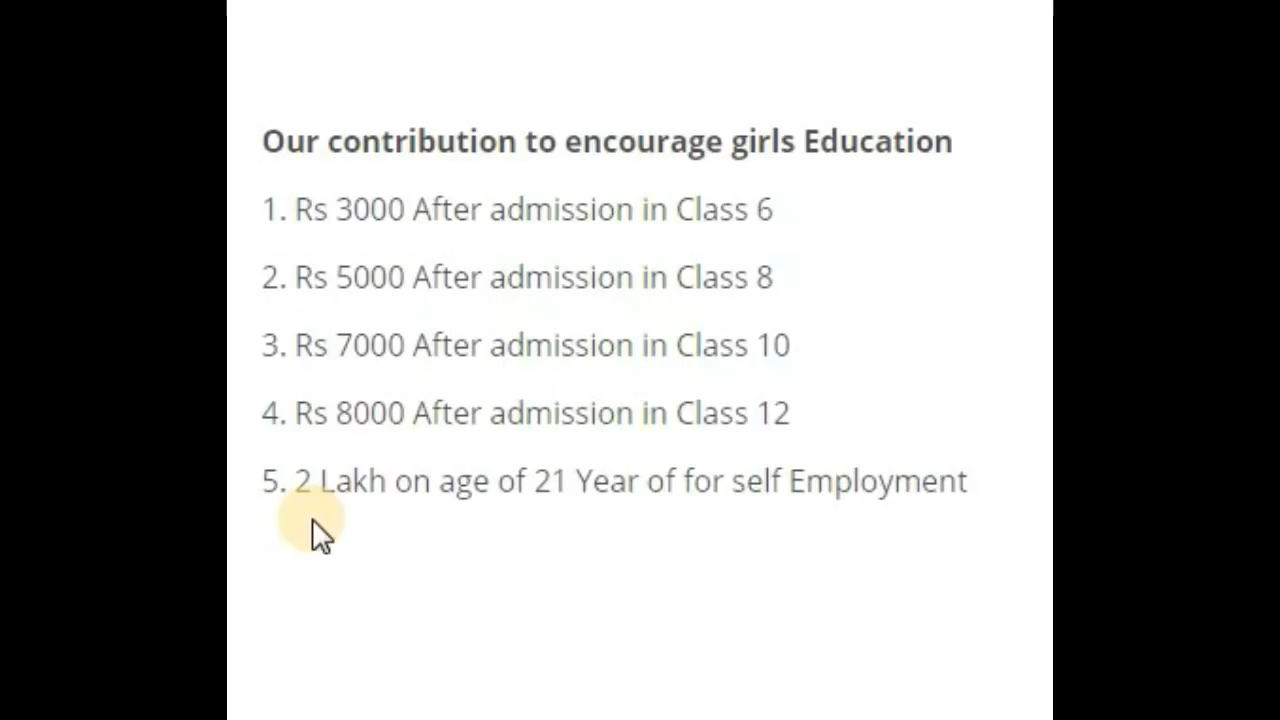 Our contribution to encourage girls Education
1. Rs 3000 After admission in Class 6
2. Rs 5000 After admission in Class 8
3. Rs 7000 After admission in Class 10
4. Rs 8000 After admission in Class 12
5. 2 Lakh on age of 21 Year of for self Employment